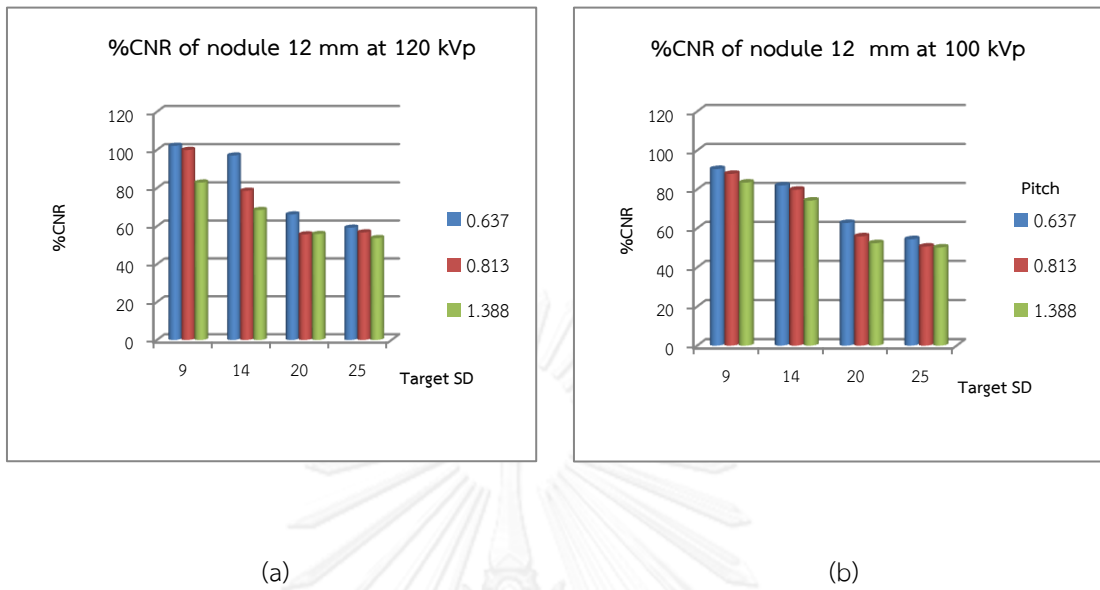 %CNR of nodule 12 mm at 120 kVp
120
100
80
60
40
20
0
%CNR
9 14 20 25
Target SD
0.637
0.813
1.388
(a)
%CNR of nodule 12 mm at 100 kVp
120
100
80
60
40
20
0
%CNR
9 14 20 25
Target SD
Pitch
0.637
0.813
1.388
(b)